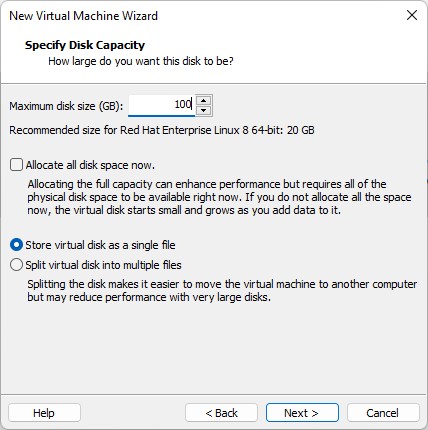 New Virtual Machine Wizard
Specify Disk Capacity
How large do you want this disk to be?
Maximum disk size (GB): 100
Recommended size for Red Hat Enterprise Linux 8 64-bit: 20 GB
Allocate all disk space now.
Allocating the full capacity can enhance performance but requires all of the
physical disk space to be available right now. If you do not allocate all the space
now, the virtual disk starts small and grows as you add data to it.
Store virtual disk as a single file
Split virtual disk into multiple files
Splitting the disk makes it easier to move the virtual machine to another computer
but may reduce performance with very large disks.
Help < Back Next > Cancel